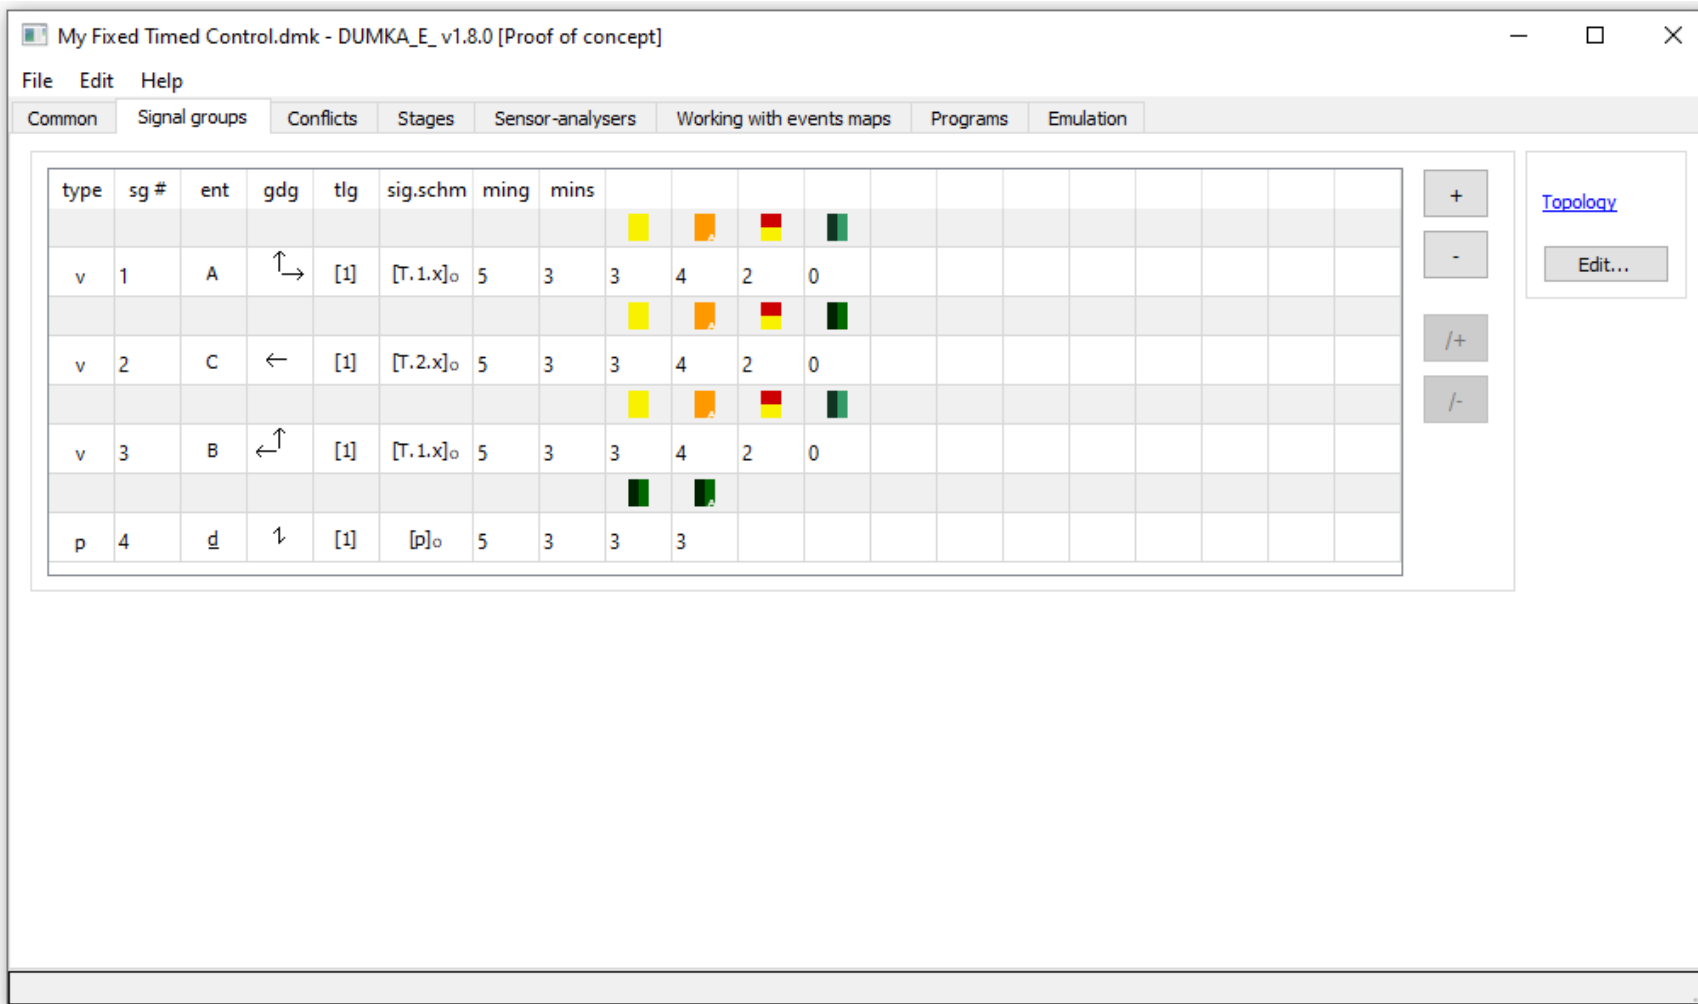 My Fixed Timed Control.dmk - DUMKA_E_ v1.8.0 [Proof of concept]
File Edit Help
Common Signal groups Conflicts Stages Sensor-analysers Working with events maps Programs Emulation
type sg # ent gdg tlg sig.schm ming mins
v 1 A [1] [T.1.x]o 5 3 3 4 2 0
v 2 C [1] [T.2.x]o 5 3 3 4 2 0
v 3 B [1] [T.1.x]o 5 3 3 4 2 0
p 4 d [1] [p]o 5 3 3 3
+
-
/+
/-
Topology
Edit...